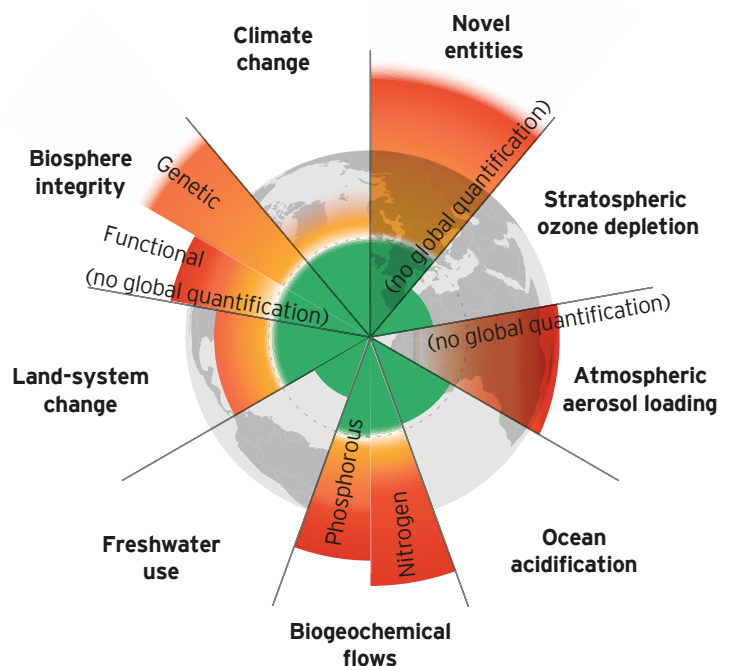 Climate
change
Novel
entities
(no global quantification)
Stratospheric
ozone depletion
(no global quantification)
Atmospheric
aerosol loading
Ocean
acidification
Biogeochemical
flows
Nitrogen
Phosphorous
Freshwater
use
Land-system
change
Biosphere
integrity
Genetic
Functional
(no global quantification)